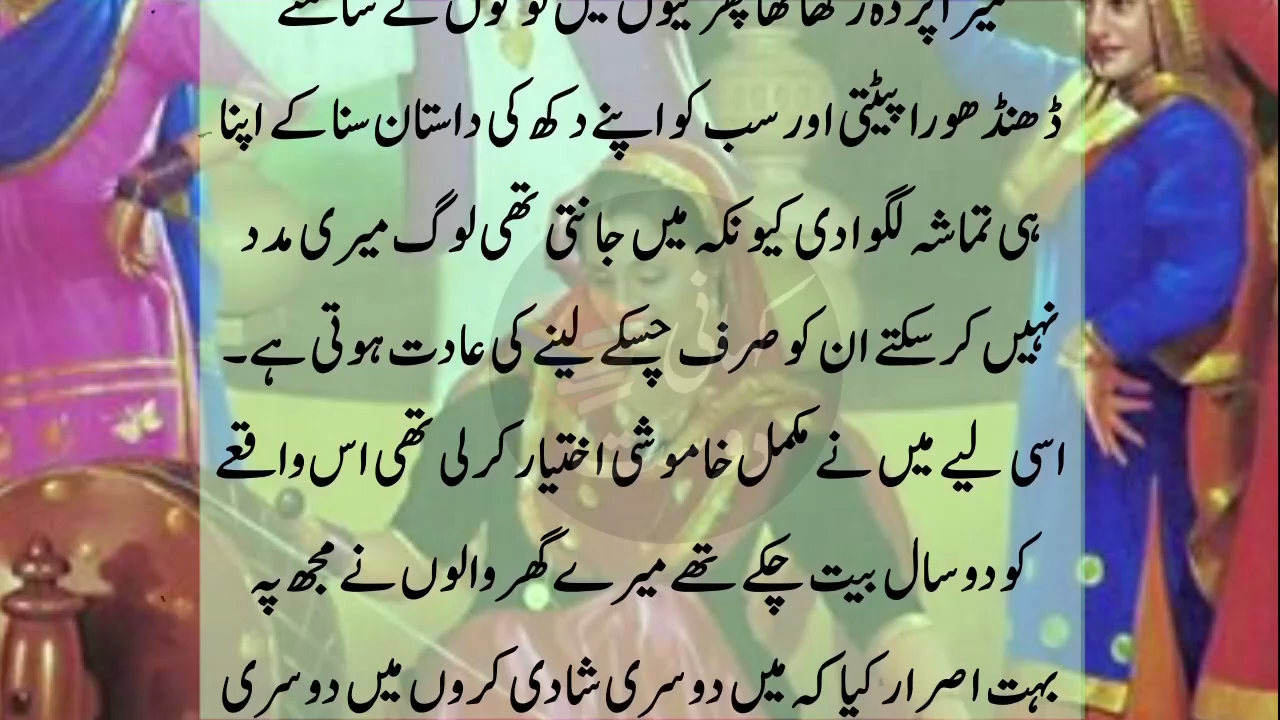 میرا پردہ رکھا تھا پھر کیوں میں لوگوں کے سامنے
ڈھنڈھورا پیٹتی اور سب کو اپنے دکھ کی داستان سنا کے اپنا
ہی تماشہ لگوا دی کیونکہ میں جانتی تھی لوگ میری مدد
نہیں کر سکتے ان کو صرف چسکے لینے کی عادت ہوتی ہے۔
اسی لیے میں نے مکمل خاموشی اختیار کر لی تھی اس واقعے
کو دو سال بیت چکے تھے میرے گھر والوں نے مجھ پہ
بہت اصرار کیا کہ میں دوسری شادی کروں میں دوسری